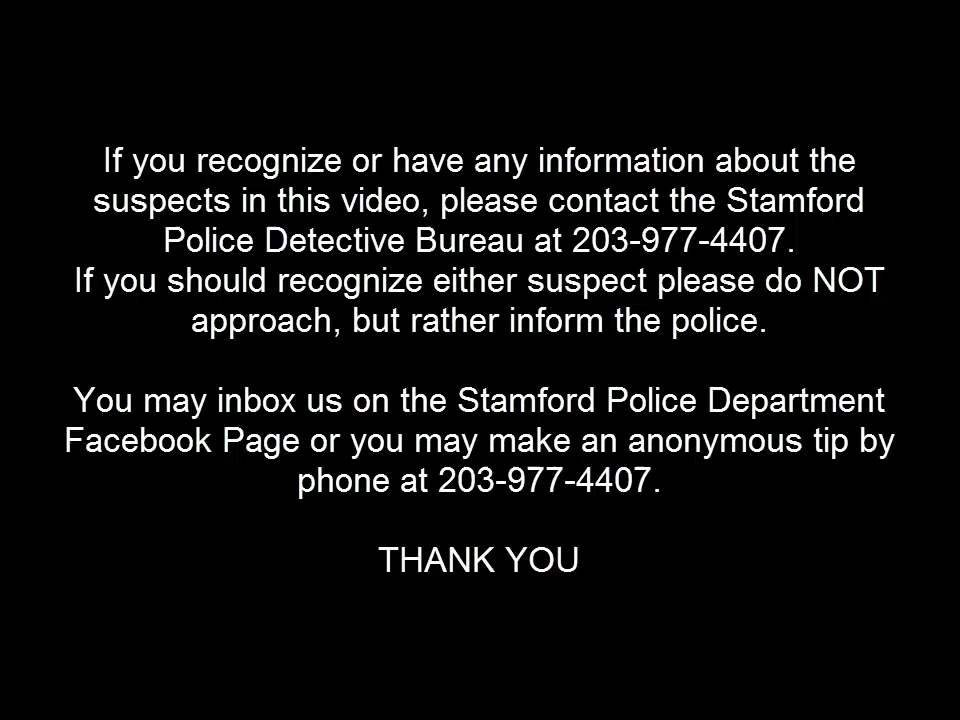 If you recognize or have any information about the
suspects in this video, please contact the Stamford
Police Detective Bureau at 203-977-4407.
If you should recognize either suspect please do NOT
approach, but rather inform the police.
You may inbox us on the Stamford Police Department
Facebook Page or you may make an anonymous tip by
phone at 203-977-4407.
THANK YOU